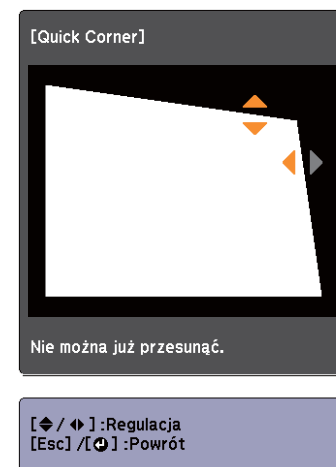 [Quick Corner]
Nie można już przesunąć.
[ / ] :Regulacja
[Esc] /[ ] :Powrót